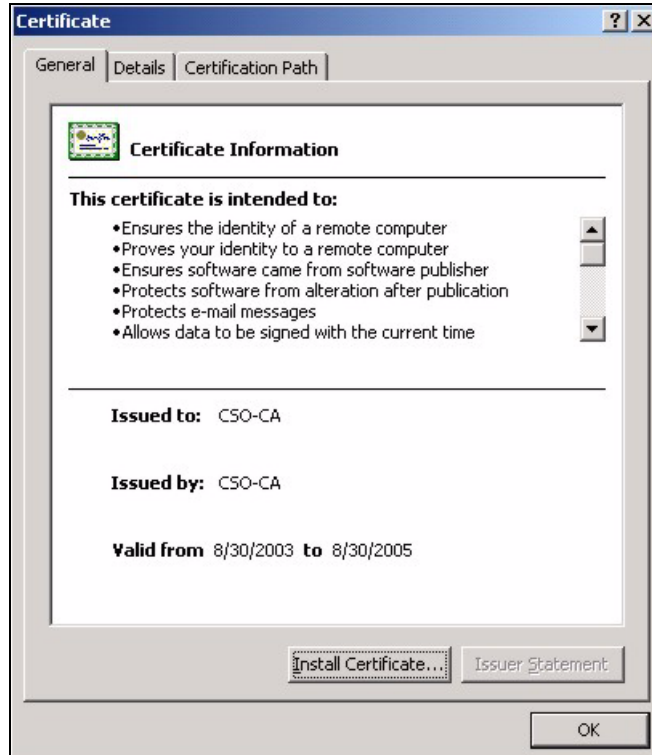 Certificate
General Details Certification Path
Certificate Information
This certificate is intended to:
•Ensures the identity of a remote computer
•Proves your identity to a remote computer
•Ensures software came from software publisher
•Protects software from alteration after publication
•Protects e-mail messages
•Allows data to be signed with the current time
Issued to: CSO-CA
Issued by: CSO-CA
Valid from 8/30/2003 to 8/30/2005
Install Certificate... Issuer Statement
OK